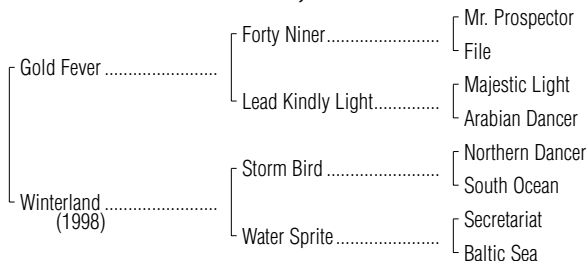 Mr. Prospector
Forty Niner
File
Gold Fever
Majestic Light
Lead Kindly Light
Arabian Dancer
Northern Dancer
Storm Bird
South Ocean
Winterland
(1998)
Secretariat
Water Sprite
Baltic Sea